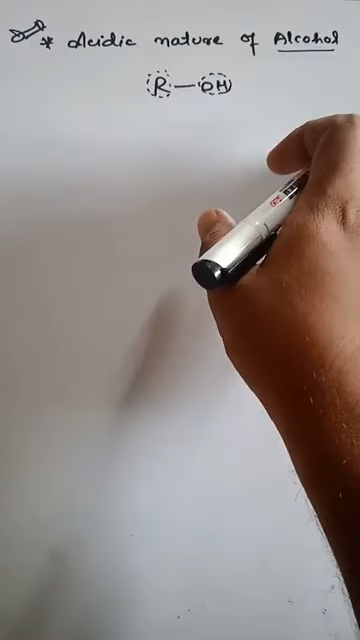 * Acidic nature of Alcohol
R — OH